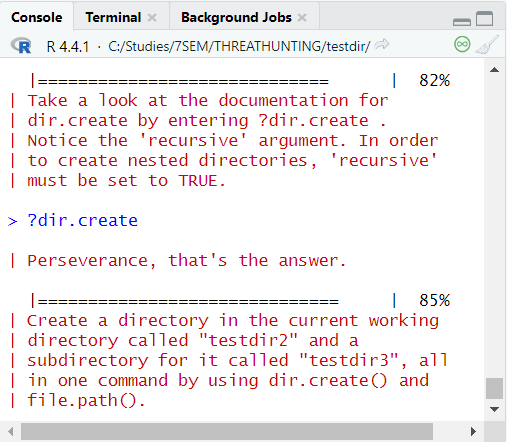 Console Terminal × Background Jobs ×
R R 4.4.1 · C:/Studies/7SEM/THREATHUNTING/testdir/
|============================= | 82%
| Take a look at the documentation for
| dir.create by entering ?dir.create .
| Notice the 'recursive' argument. In order
| to create nested directories, 'recursive'
| must be set to TRUE.
> ?dir.create
| Perseverance, that's the answer.
|============================== | 85%
| Create a directory in the current working
| directory called "testdir2" and a
| subdirectory for it called "testdir3", all
| in one command by using dir.create() and
| file.path().